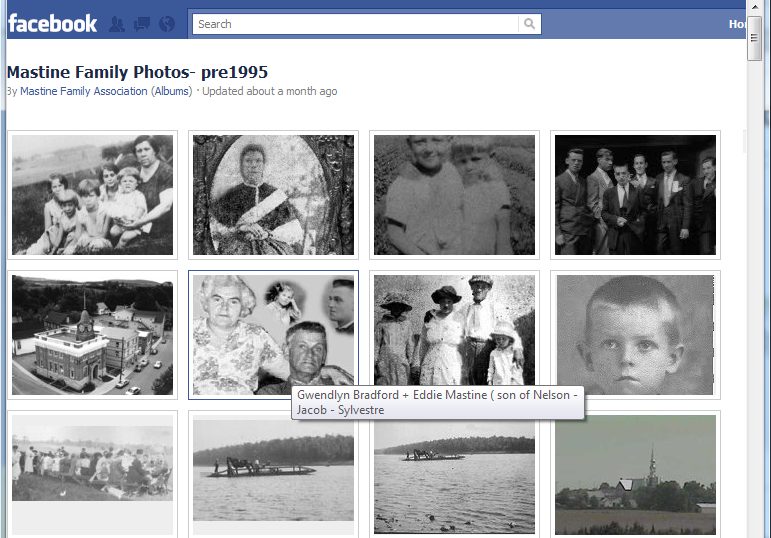 facebook
Search
Hor
Mastine Family Photos- pre1995
By Mastine Family Association (Albums) · Updated about a month ago
Gwendlyn Bradford + Eddie Mastine ( son of Nelson -
Jacob - Sylvestre